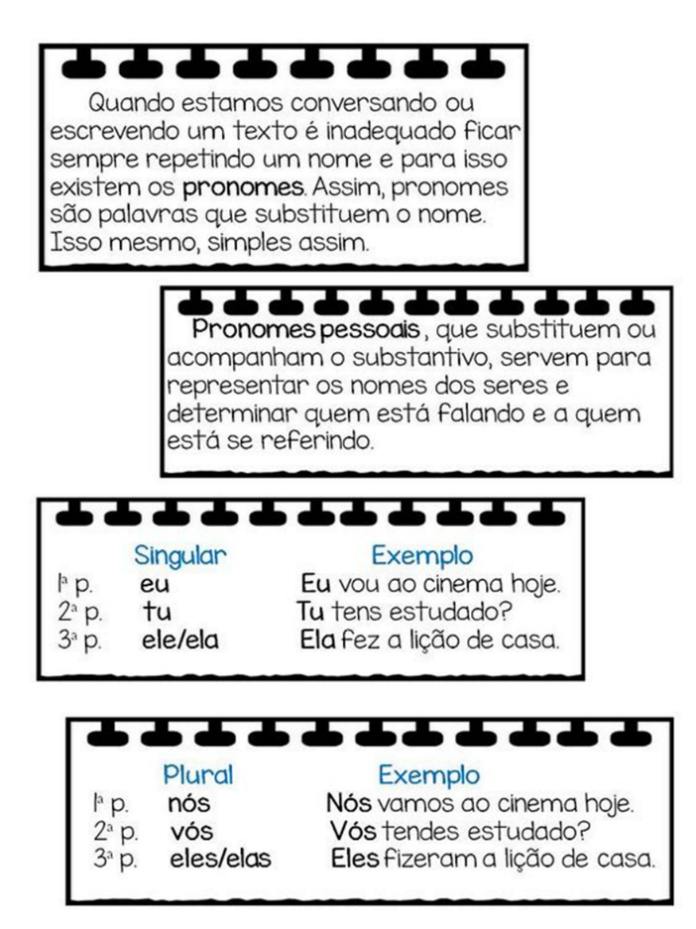 Quando estamos conversando ou
escrevendo um texto é inadequado ficar
sempre repetindo um nome e para isso
existem os pronomes. Assim, pronomes
são palavras que substituem o nome.
Isso mesmo, simples assim.
Pronomes pessoais, que substituem ou
acompanham o substantivo, servem para
representar os nomes dos seres e
determinar quem está falando e a quem
está se referindo.
Singular Exemplo
1ª p. eu Eu vou ao cinema hoje.
2ª p. tu Tu tens estudado?
3ª p. ele/ela Ela fez a lição de casa.
Plural Exemplo
1ª p. nós Nós vamos ao cinema hoje.
2ª p. vós Vós tendes estudado?
3ª p. eles/elas Eles fizeram a lição de casa.